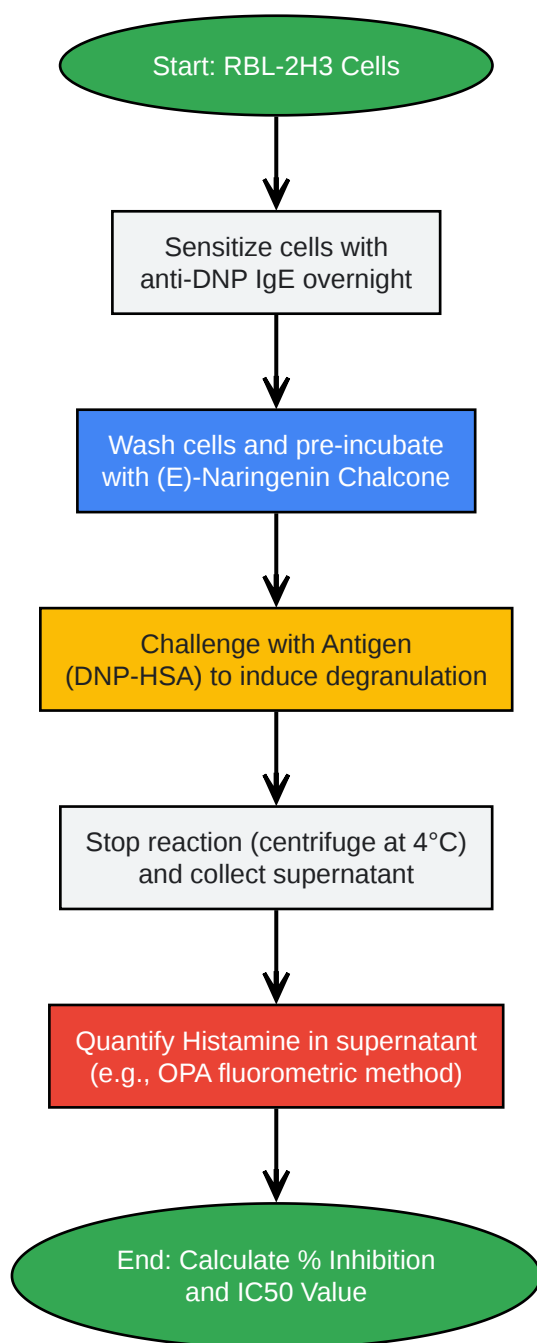 Start: RBL-2H3 Cells
Sensitize cells with
anti-DNP IgE overnight
Wash cells and pre-incubate
with (E)-Naringenin Chalcone
Challenge with Antigen
(DNP-HSA) to induce degranulation
Stop reaction (centrifuge at 4°C)
and collect supernatant
Quantify Histamine in supernatant
(e.g., OPA fluorometric method)
End: Calculate % Inhibition
and IC50 Value